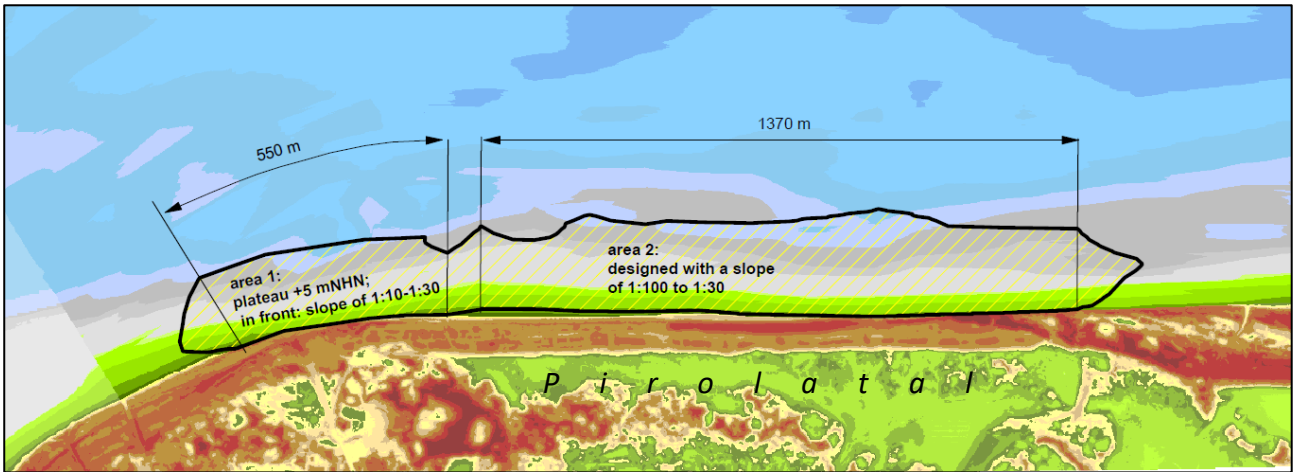 550 m
1370 m
area 1:
plateau +5 mNHN;
in front: slope of 1:10-1:30
area 2:
designed with a slope
of 1:100 to 1:30
P i r o l a t a l